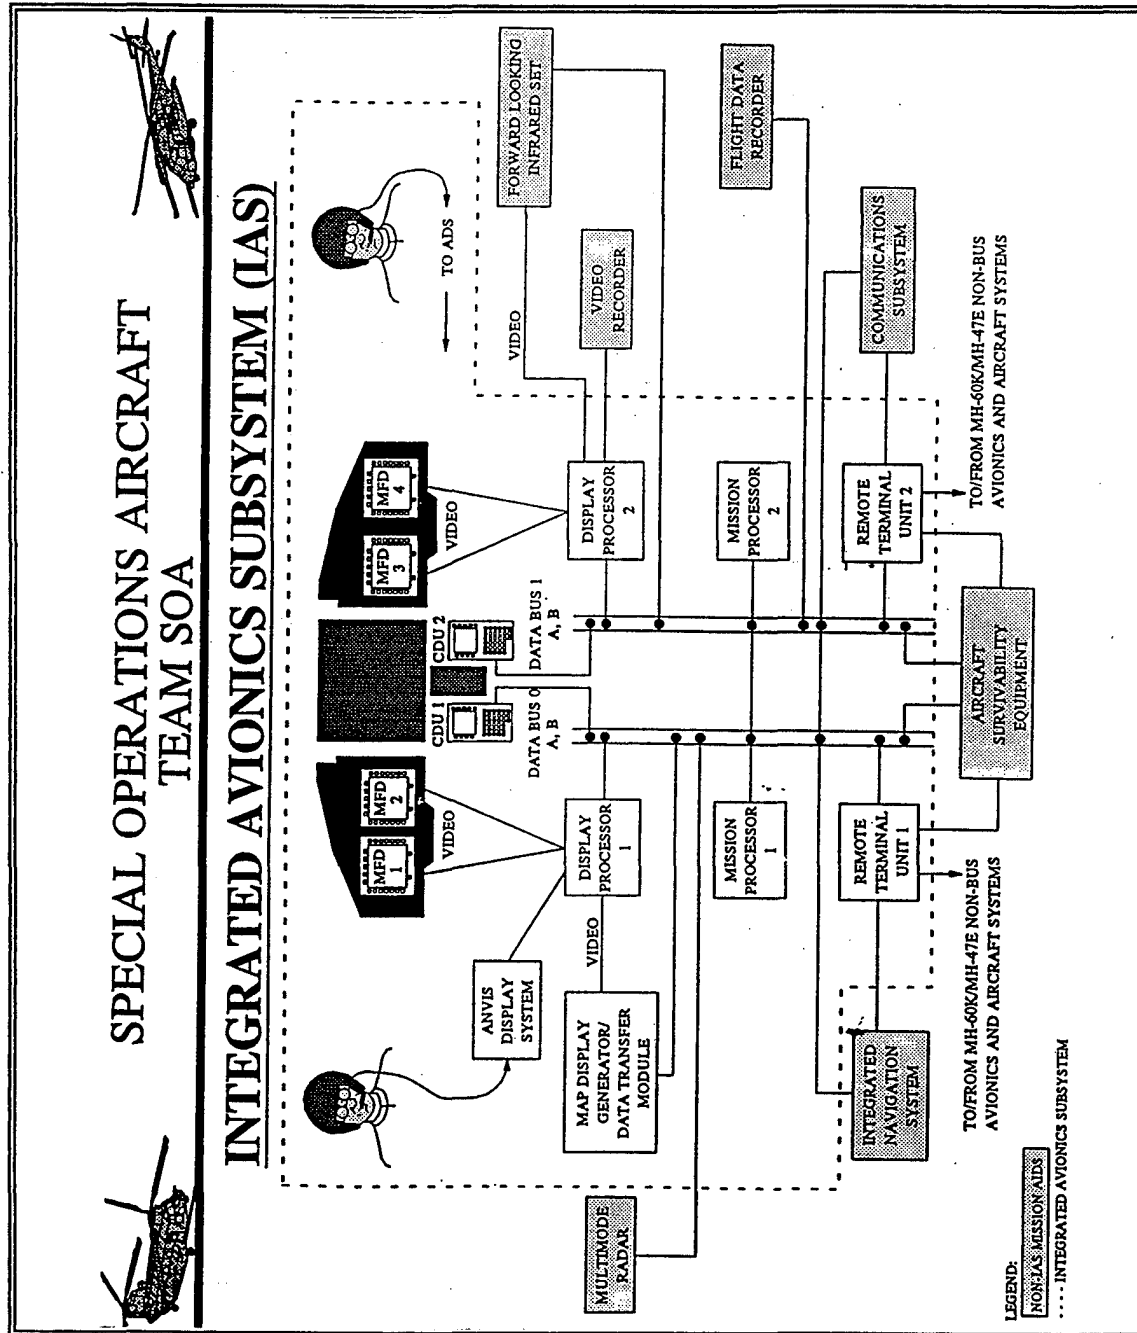 SPECIAL OPERATIONS AIRCRAFT
TEAM SOA
INTEGRATED AVIONICS SUBSYSTEM (IAS)
TO ADS
MFD
1
MFD
2
VIDEO
CDU 1
CDU 2
MFD
3
MFD
4
VIDEO
ANVIS
DISPLAY
SYSTEM
DATA BUS 0
A, B
DATA BUS 1
A, B
VIDEO
FORWARD LOOKING
INFRARED SET
MULTIMODE
RADAR
MAP DISPLAY
GENERATOR/
DATA TRANSFER
MODULE
VIDEO
DISPLAY
PROCESSOR
1
DISPLAY
PROCESSOR
2
VIDEO
RECORDER
MISSION
PROCESSOR
1
MISSION
PROCESSOR
2
FLIGHT DATA
RECORDER
INTEGRATED
NAVIGATION
SYSTEM
REMOTE
TERMINAL
UNIT 1
REMOTE
TERMINAL
UNIT 2
COMMUNICATIONS
SUBSYSTEM
TO/FROM MH-60K/MH-47E NON-BUS
AVIONICS AND AIRCRAFT SYSTEMS
AIRCRAFT
SURVIVABILITY
EQUIPMENT
TO/FROM MH-60K/MH-47E NON-BUS
AVIONICS AND AIRCRAFT SYSTEMS
LEGEND:
NON-IAS MISSION AIDS
- - - - INTEGRATED AVIONICS SUBSYSTEM